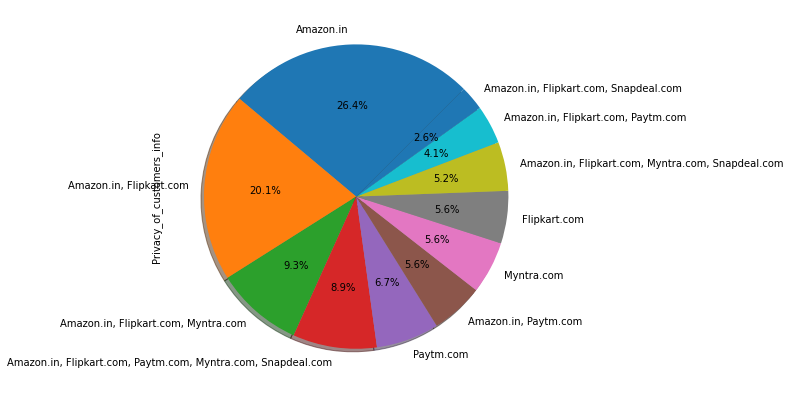 Amazon.in
26.4%
Amazon.in, Flipkart.com, Snapdeal.com
2.6%
Amazon.in, Flipkart.com, Paytm.com
4.1%
Amazon.in, Flipkart.com, Myntra.com, Snapdeal.com
5.2%
Privacy_of_customers_info
Amazon.in, Flipkart.com
20.1%
Flipkart.com
5.6%
Myntra.com
5.6%
Amazon.in, Paytm.com
5.6%
Paytm.com
6.7%
Amazon.in, Flipkart.com, Myntra.com
9.3%
Amazon.in, Flipkart.com, Paytm.com, Myntra.com, Snapdeal.com
8.9%